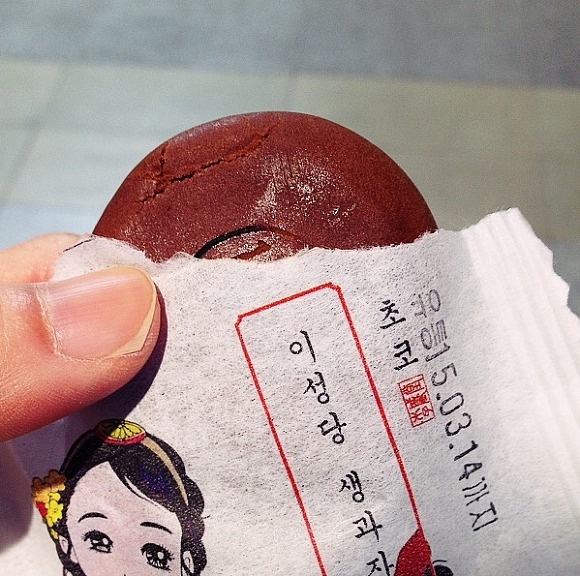 이성당 생과자
초코
유통15.03.14까지